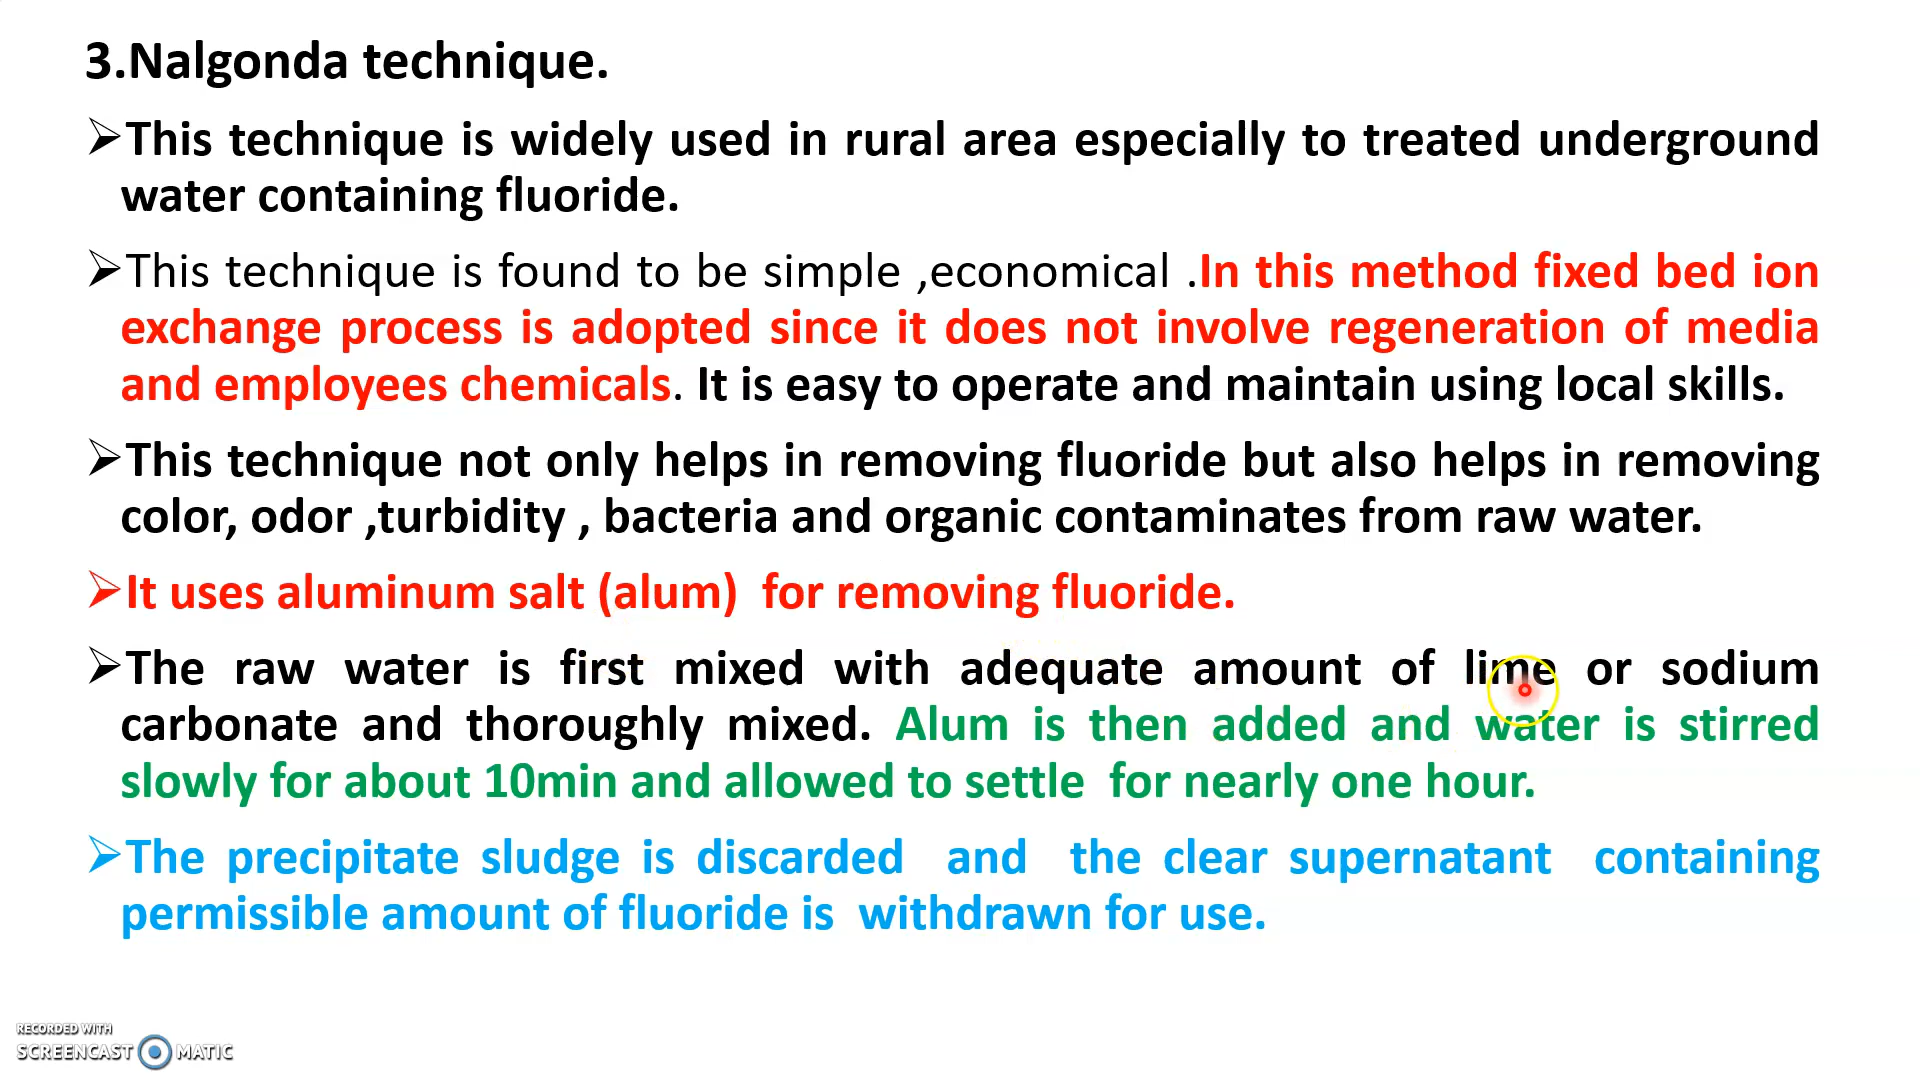 3.Nalgonda technique.
➢This technique is widely used in rural area especially to treated underground
water containing fluoride.
➢This technique is found to be simple ,economical .In this method fixed bed ion
exchange process is adopted since it does not involve regeneration of media
and employees chemicals. It is easy to operate and maintain using local skills.
➢This technique not only helps in removing fluoride but also helps in removing
color, odor ,turbidity , bacteria and organic contaminates from raw water.
➢It uses aluminum salt (alum)  for removing fluoride.
➢The raw water is first mixed with adequate amount of lime or sodium
carbonate and thoroughly mixed. Alum is then added and water is stirred
slowly for about 10min and allowed to settle  for nearly one hour.
➢The precipitate sludge is discarded  and  the clear supernatant  containing
permissible amount of fluoride is  withdrawn for use.
RECORDED WITH
SCREENCAST MATIC